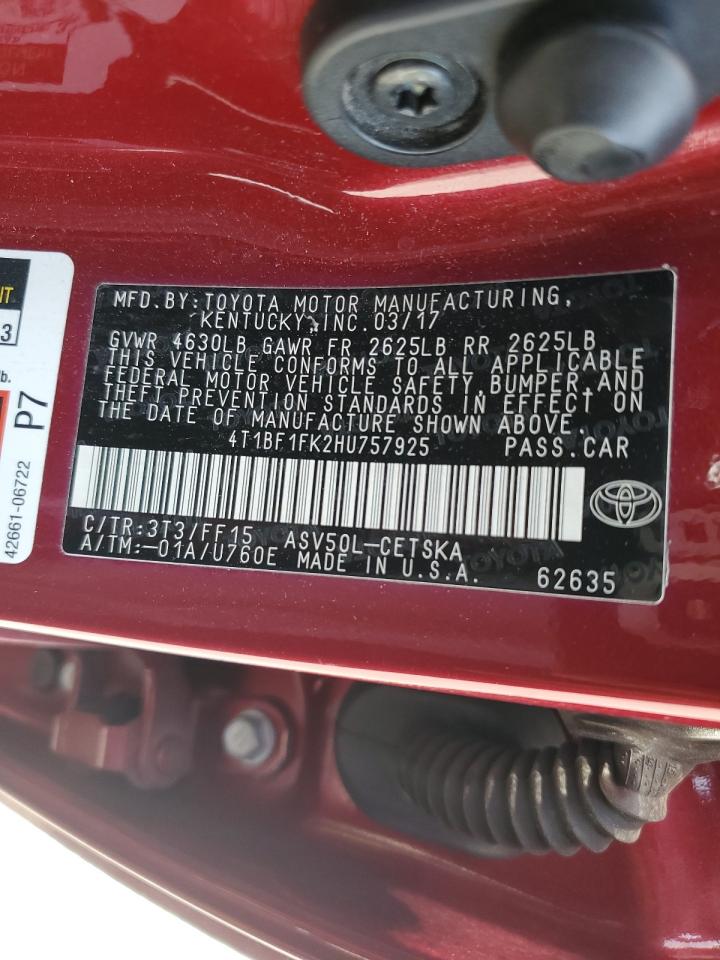 MFD. BY: TOYOTA MOTOR MANUFACTURING,
KENTUCKY, INC. 03/17
GVWR 4630LB GAWR FR 2625LB RR 2625LB
THIS VEHICLE CONFORMS TO ALL APPLICABLE
FEDERAL MOTOR VEHICLE SAFETY, BUMPER, AND
THEFT PREVENTION STANDARDS IN EFFECT ON
THE DATE OF MANUFACTURE SHOWN ABOVE.
4T1BF1FK2HU757925 PASS.CAR
C/TR:3T3/FF15 ASV50L-CETSKA
A/TM:-01A/U760E MADE IN U.S.A. 62635
P7
42661-06722